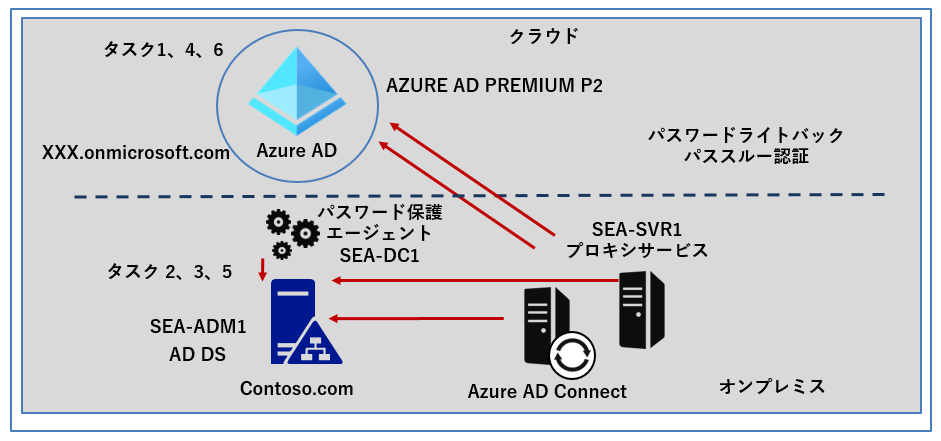 タスク1、4、6
クラウド
AZURE AD PREMIUM P2
Azure AD
XXX.onmicrosoft.com
パスワードライトバック
パススルー認証
パスワード保護
エージェント
SEA-DC1
SEA-SVR1
プロキシサービス
タスク 2、3、5
SEA-ADM1
AD DS
Contoso.com
Azure AD Connect
オンプレミス